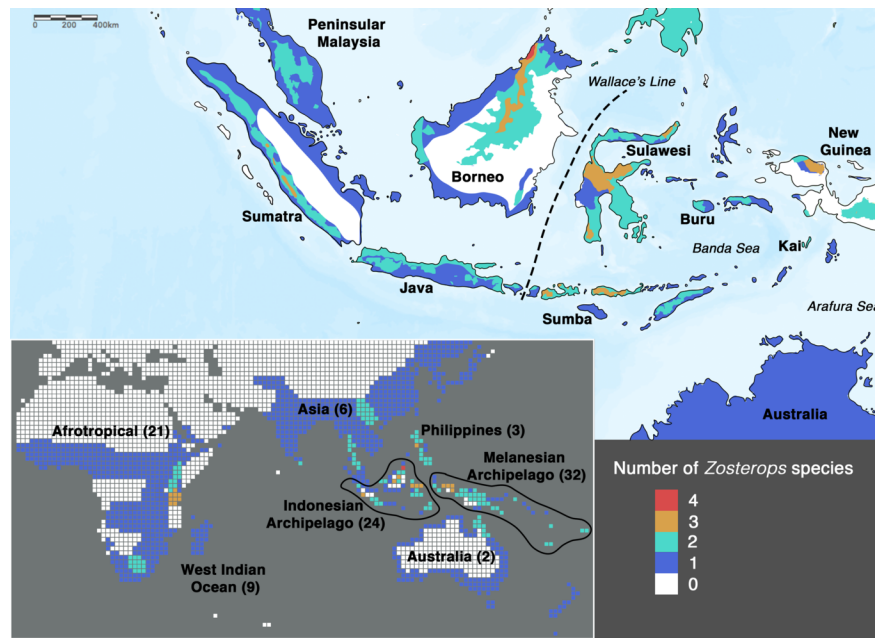 0 200 400km
Peninsular
Malaysia
Wallace's Line
New
Guinea
Sulawesi
Borneo
Sumatra
Buru
Banda Sea
Kai
Java
Sumba
Arafura Sea
Australia
Asia (6)
Afrotropical (21)
Philippines (3)
Melanesian
Archipelago (32)
Indonesian
Archipelago (24)
Australia (2)
West Indian
Ocean (9)
Number of Zosterops species
4
3
2
1
0